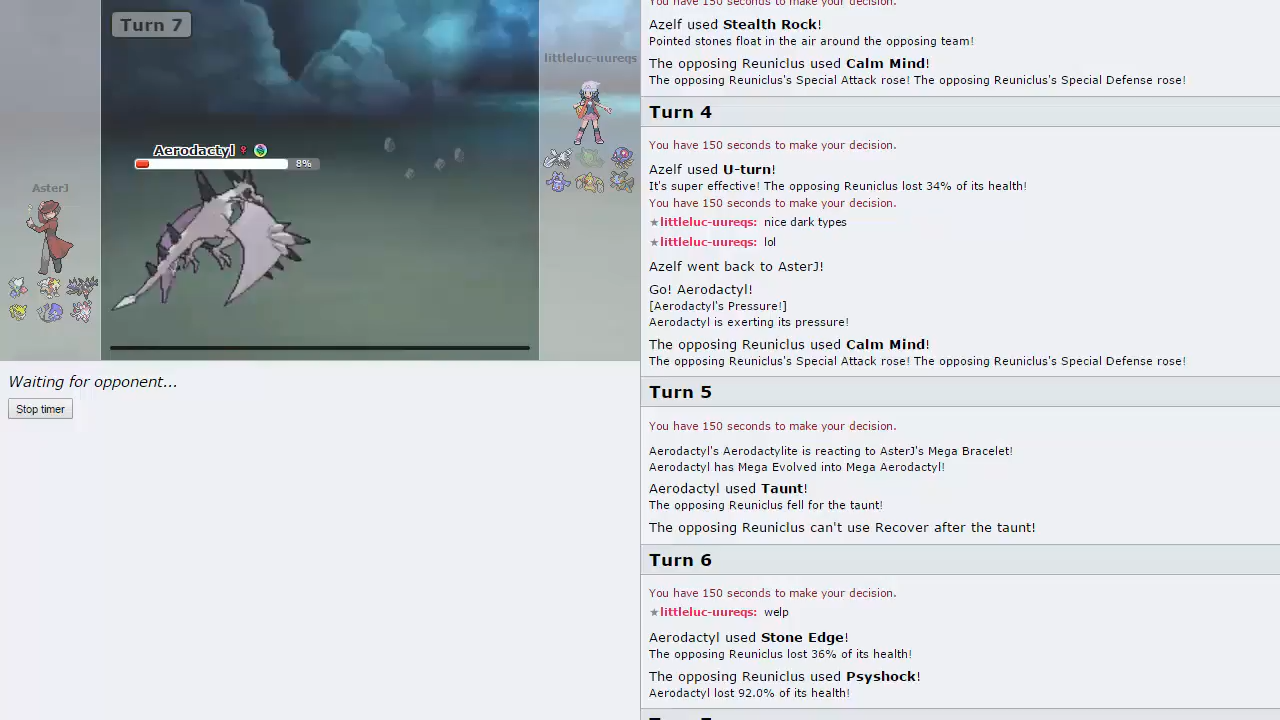 Turn 7
littleluc-uureqs
Aerodactyl ♀
8%
AsterJ
Waiting for opponent...
Stop timer
You have 150 seconds to make your decision.
Azelf used Stealth Rock!
Pointed stones float in the air around the opposing team!
The opposing Reuniclus used Calm Mind!
The opposing Reuniclus's Special Attack rose! The opposing Reuniclus's Special Defense rose!
Turn 4
You have 150 seconds to make your decision.
Azelf used U-turn!
It's super effective! The opposing Reuniclus lost 34% of its health!
You have 150 seconds to make your decision.
★littleluc-uureqs: nice dark types
★littleluc-uureqs: lol
Azelf went back to AsterJ!
Go! Aerodactyl!
[Aerodactyl's Pressure!]
Aerodactyl is exerting its pressure!
The opposing Reuniclus used Calm Mind!
The opposing Reuniclus's Special Attack rose! The opposing Reuniclus's Special Defense rose!
Turn 5
You have 150 seconds to make your decision.
Aerodactyl's Aerodactylite is reacting to AsterJ's Mega Bracelet!
Aerodactyl has Mega Evolved into Mega Aerodactyl!
Aerodactyl used Taunt!
The opposing Reuniclus fell for the taunt!
The opposing Reuniclus can't use Recover after the taunt!
Turn 6
You have 150 seconds to make your decision.
★littleluc-uureqs: welp
Aerodactyl used Stone Edge!
The opposing Reuniclus lost 36% of its health!
The opposing Reuniclus used Psyshock!
Aerodactyl lost 92.0% of its health!